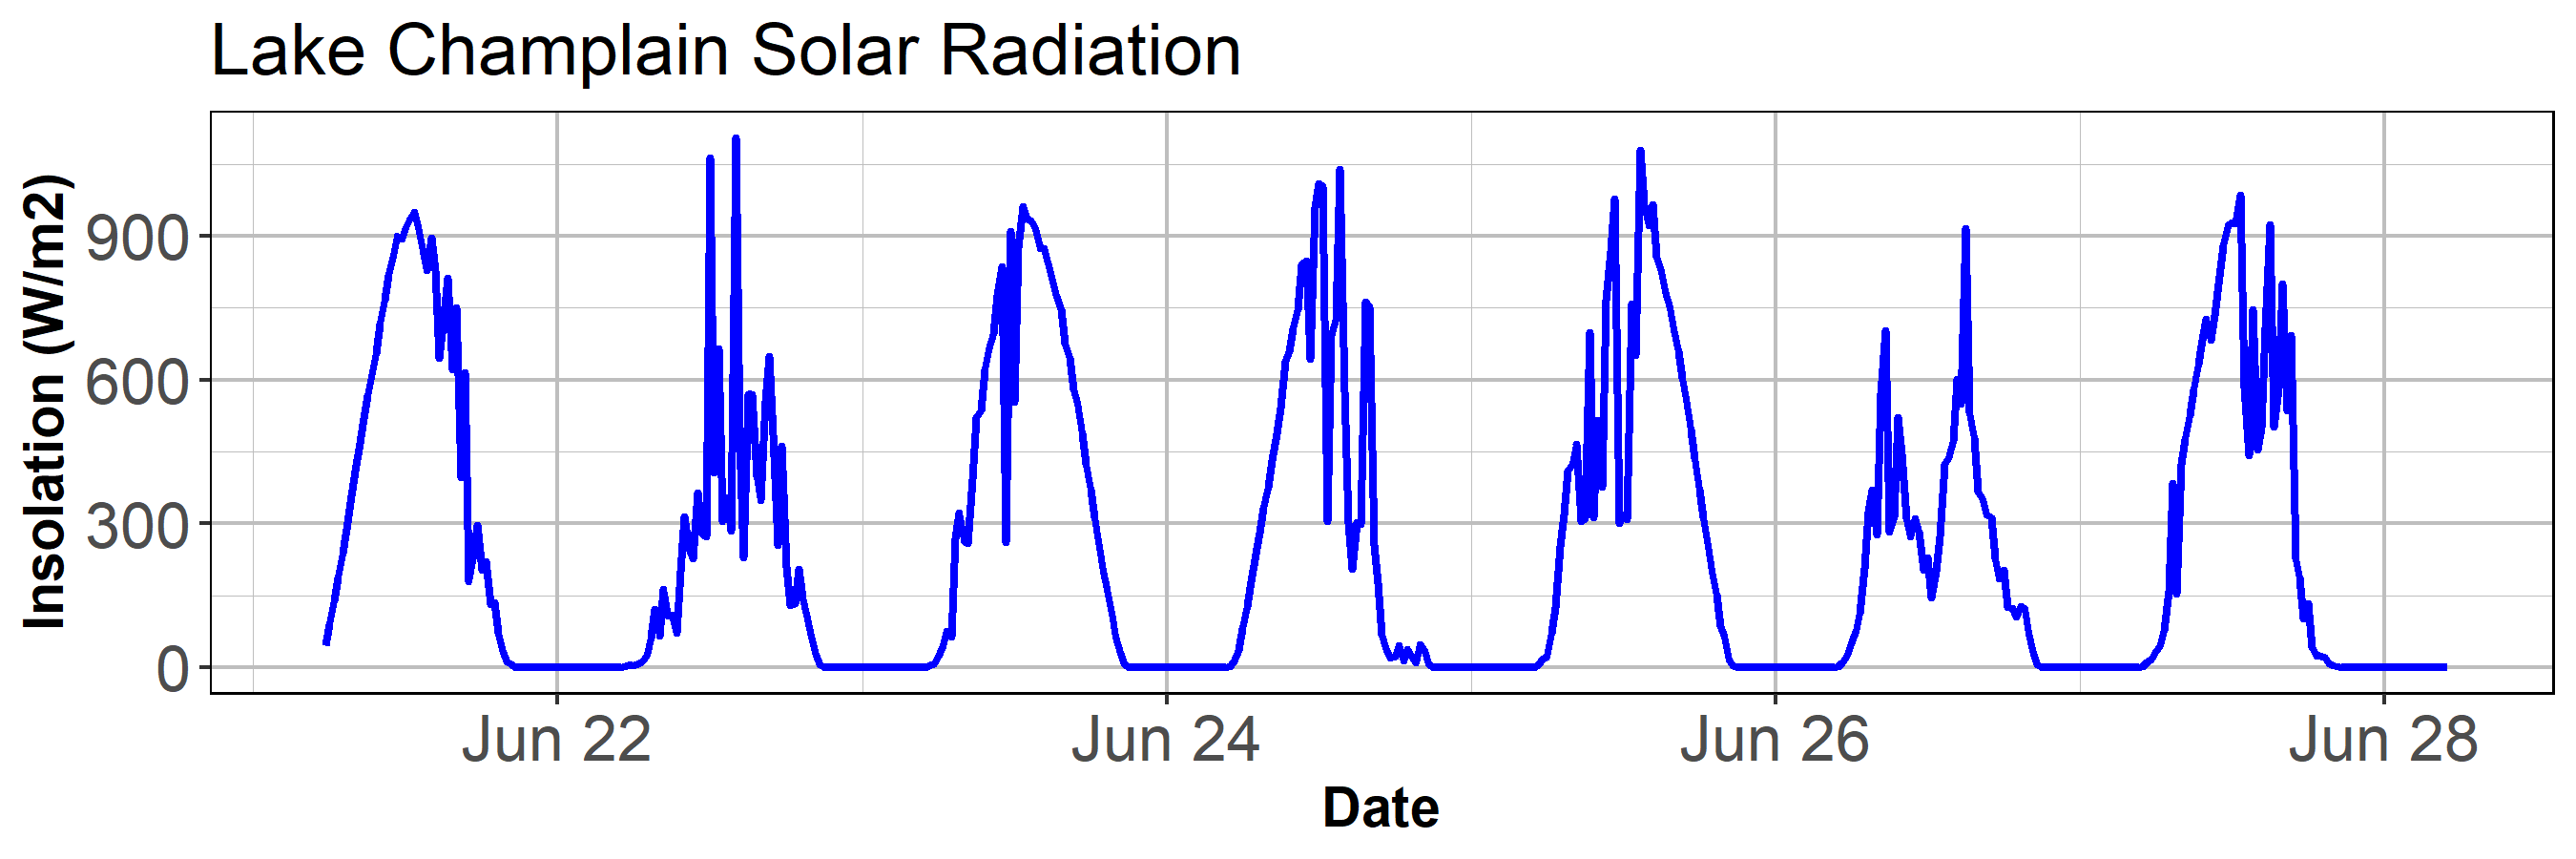 Lake Champlain Solar Radiation
Insolation (W/m2)
900
600
300
0
Jun 22
Jun 24
Jun 26
Jun 28
Date